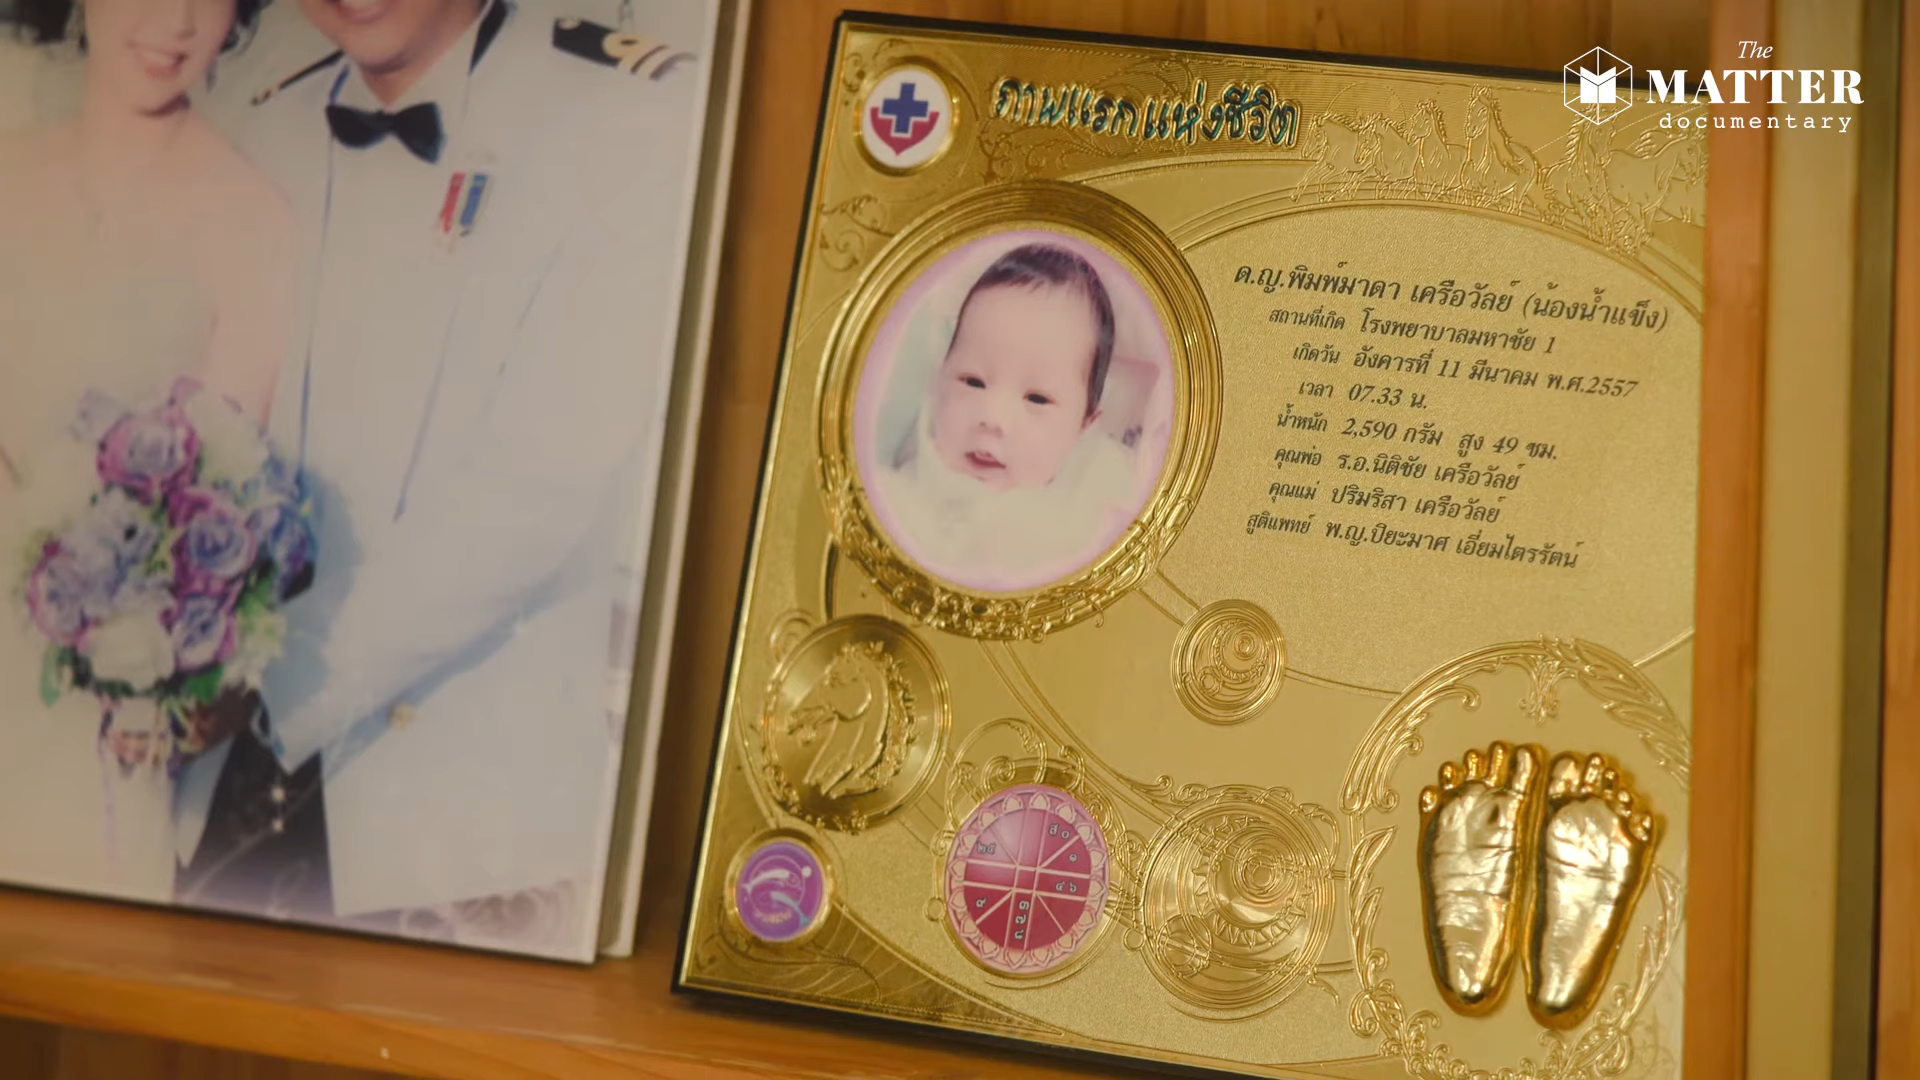 The
MATTER
documentary
ภาพแรกแห่งชีวิต
ด.ญ.พิมพ์มาดา เครือวัลย์ (น้องน้ำแข็ง)
สถานที่เกิด โรงพยาบาลมหาชัย 1
เกิดวัน อังคารที่ 11 มีนาคม พ.ศ.2557
เวลา 07.33 น.
น้ำหนัก 2,590 กรัม สูง 49 ซม.
คุณพ่อ ร.อ.นิติชัย เครือวัลย์
คุณแม่ ปริมริสา เครือวัลย์
สูติแพทย์ พ.ญ.ปิยะมาศ เอี่ยมไตรรัตน์